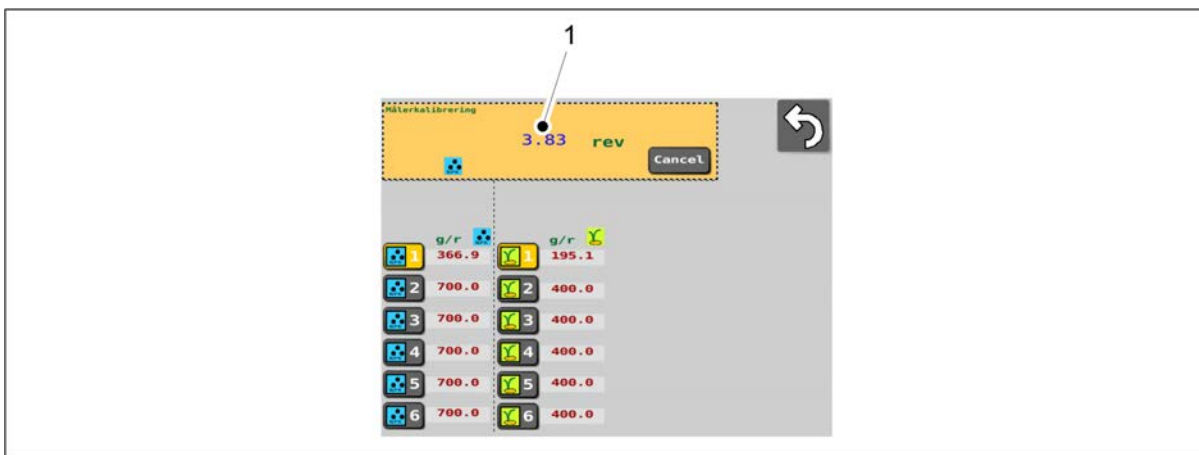 1
Målerkalibrering
3.83 rev
Cancel
g/r g/r
1 366.9 1 195.1
2 700.0 2 400.0
3 700.0 3 400.0
4 700.0 4 400.0
5 700.0 5 400.0
6 700.0 6 400.0